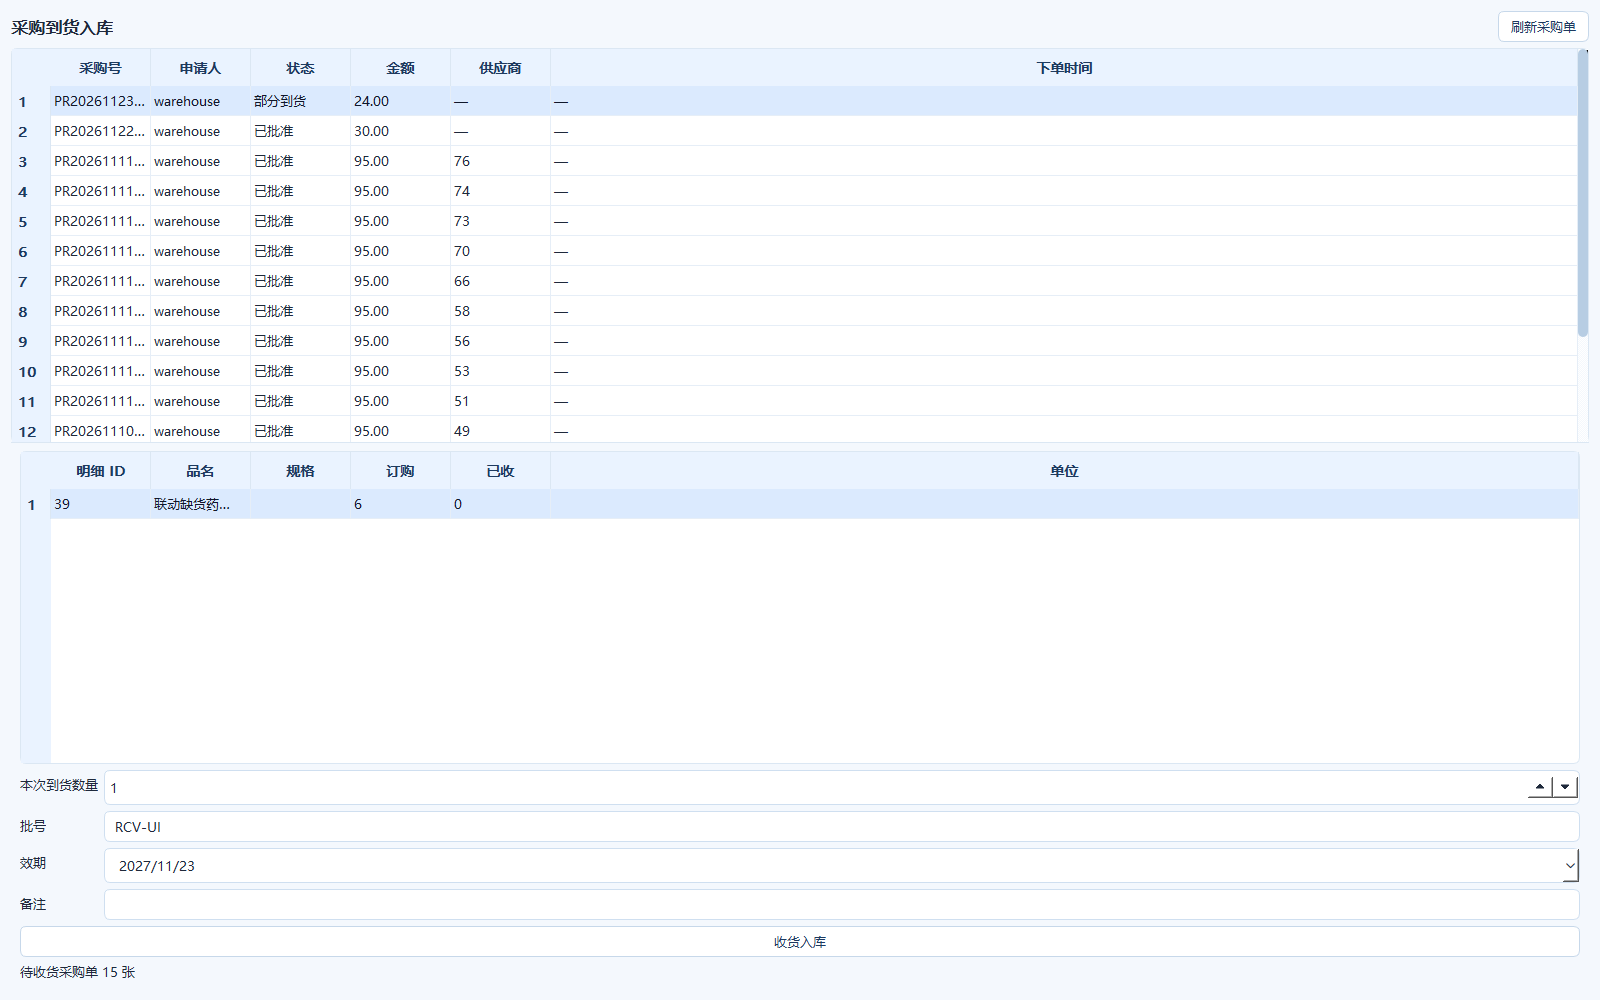 采购到货入库
刷新采购单
采购号 申请人 状态 金额 供应商 下单时间
1 PR20261123... warehouse 部分到货 24.00 — —
2 PR20261122... warehouse 已批准 30.00 — —
3 PR20261111... warehouse 已批准 95.00 76 —
4 PR20261111... warehouse 已批准 95.00 74 —
5 PR20261111... warehouse 已批准 95.00 73 —
6 PR20261111... warehouse 已批准 95.00 70 —
7 PR20261111... warehouse 已批准 95.00 66 —
8 PR20261111... warehouse 已批准 95.00 58 —
9 PR20261111... warehouse 已批准 95.00 56 —
10 PR20261111... warehouse 已批准 95.00 53 —
11 PR20261111... warehouse 已批准 95.00 51 —
12 PR20261110... warehouse 已批准 95.00 49 —
明细 ID 品名 规格 订购 已收 单位
1 39 联动缺货药... 6 0
本次到货数量 1
批号 RCV-UI
效期 2027/11/23
备注
收货入库
待收货采购单 15 张